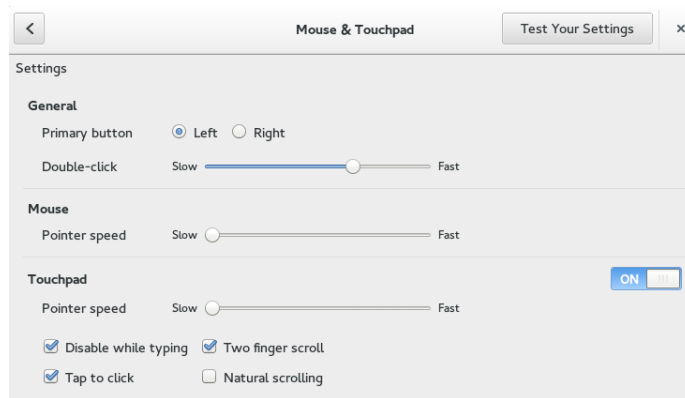 Mouse & Touchpad Test Your Settings
Settings
General
Primary button Left Right
Double-click Slow Fast
Mouse
Pointer speed Slow Fast
Touchpad ON
Pointer speed Slow Fast
Disable while typing Two finger scroll
Tap to click Natural scrolling